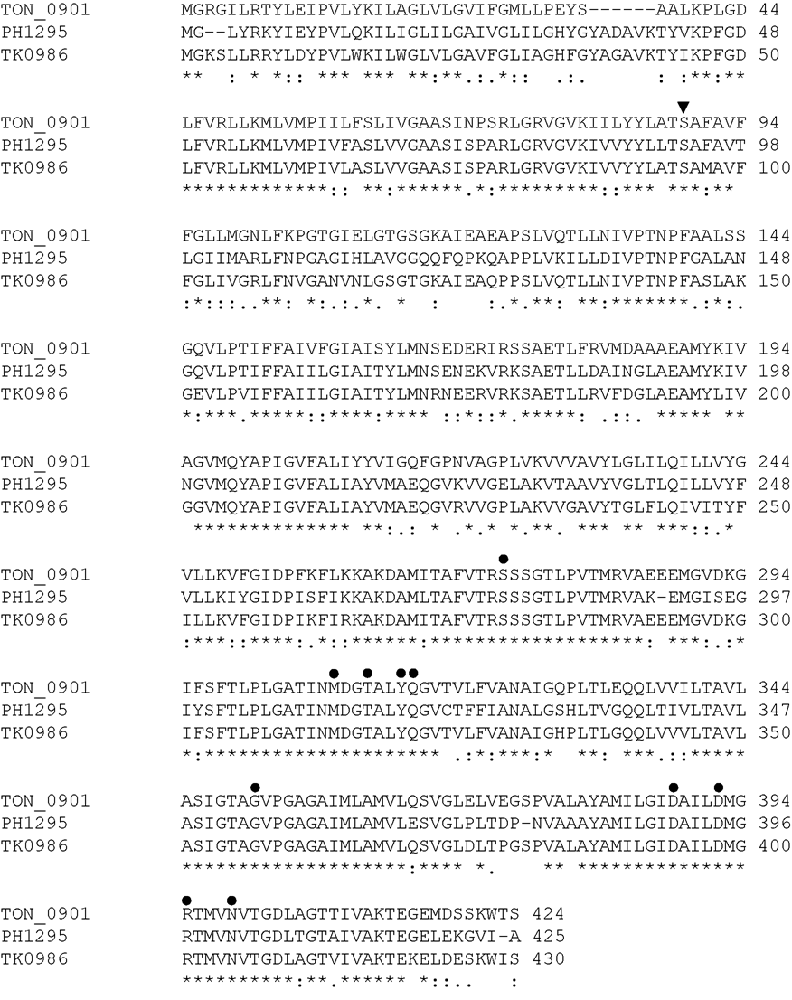 TON_0901 MGRGILRTYLEIPVLYKILAGLVLGVIFGMLLPEYS------AALKPLGD 44
PH1295 MG--LYRKYIEYPVLQKILIGLILGAIVGLILGHYGYADAVKTYVKPFGD 48
TK0986 MGKSLLRRYLDYPVLWKILWGLVLGAVFGLIAGHFGYAGAVKTYIKPFGD 50
** : * *: *** *** **:**.:.*:: .:. : :**:**
▼
TON_0901 LFVRLLKMLVMPIILFSLIVGAASINPSRLGRVGVKIILYYLATSAFAVF 94
PH1295 LFVRLLKMLVMPIVFASLVVGAASISPARLGRVGVKIVVYYLLTSAFAVT 98
TK0986 LFVRLLKMLVMPIVLASLVVGAASISPARLGRVGVKIVVYYLATSAMAVF 100
*************:: **:******.*:*********::*** ***:**
TON_0901 FGLLMGNLFKPGTGIELGTGSGKAIEAEAPSLVQTLLNIVPTNPFAALSS 144
PH1295 LGIIMARLFNPGAGIHLAVGGQQFQPKQAPPLVKILLDIVPTNPFGALAN 148
TK0986 FGLIVGRLFNVGANVNLGSGTGKAIEAQPPSLVQTLLNIVPTNPFASLAK 150
:*:::..**: *:.:.*. * : :.*.**: **:*******.:*:.
TON_0901 GQVLPTIFFAIVFGIAISYLMNSEDERIRSSAETLFRVMDAAAEAMYKIV 194
PH1295 GQVLPTIFFAIILGIAITYLMNSENEKVRKSAETLLDAINGLAEAMYKIV 198
TK0986 GEVLPVIFFAIILGIAITYLMNRNEERVRKSAETLLRVFDGLAEAMYLIV 200
*:***.*****::****:**** ::*::*.*****: .::. ***** **
TON_0901 AGVMQYAPIGVFALIYYVIGQFGPNVAGPLVKVVVAVYLGLILQILLVYG 244
PH1295 NGVMQYAPIGVFALIAYVMAEQGVKVVGELAKVTAAVYVGLTLQILLVYF 248
TK0986 GGVMQYAPIGVFALIAYVMAEQGVRVVGPLAKVVGAVYTGLFLQIVITYF 250
************** **:.: * .*.* *.**. *** ** ***::.*
●
TON_0901 VLLKVFGIDPFKFLKKAKDAMITAFVTRSSSGTLPVTMRVAEEEMGVDKG 294
PH1295 VLLKIYGIDPISFIKKAKDAMLTAFVTRSSSGTLPVTMRVAK-EMGISEG 297
TK0986 ILLKVFGIDPIKFIRKAKDAMITAFVTRSSSGTLPVTMRVAEEEMGVDKG 300
:***::****:.*::******:*******************: ***:.:*
● ● ● ●
TON_0901 IFSFTLPLGATINMDGTALYQGVTVLFVANAIGQPLTLEQQLVVILTAVL 344
PH1295 IYSFTLPLGATINMDGTALYQGVCTFFIANALGSHLTVGQQLTIVLTAVL 347
TK0986 IFSFTLPLGATINMDGTALYQGVTVLFVANAIGHPLTLGQQLVVVLTAVL 350
*:********************* .:*:***:* **: ***.::*****
● ● ●
TON_0901 ASIGTAGVPGAGAIMLAMVLQSVGLELVEGSPVALAYAMILGIDAILDMG 394
PH1295 ASIGTAGVPGAGAIMLAMVLESVGLPLTDP-NVAAAYAMILGIDAILDMG 396
TK0986 ASIGTAGVPGAGAIMLAMVLQSVGLDLTPGSPVALAYAMILGIDAILDMG 400
********************:**** *. ** ***************
● ●
TON_0901 RTMVNVTGDLAGTTIVAKTEGEMDSSKWTS 424
PH1295 RTMVNVTGDLTGTAIVAKTEGELEKGVI-A 425
TK0986 RTMVNVTGDLAGTVIVAKTEKELDESKWIS 430
**********:**.****** *::.. :